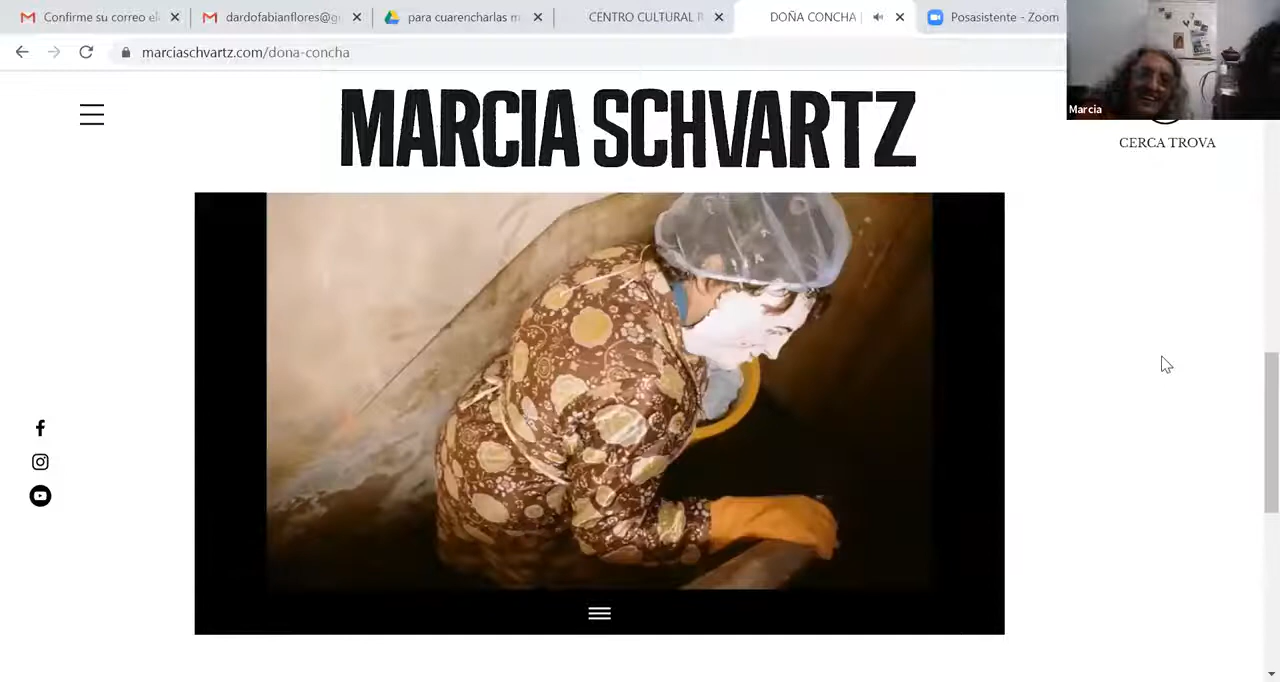 Confirme su correo el
dardofabianflores@g
para cuarencharlas m
CENTRO CULTURAL
DOÑA CONCHA |
Posasistente - Zoom
marciaschvartz.com/dona-concha
Marcia
MARCIA SCHVARTZ
CERCA TROVA